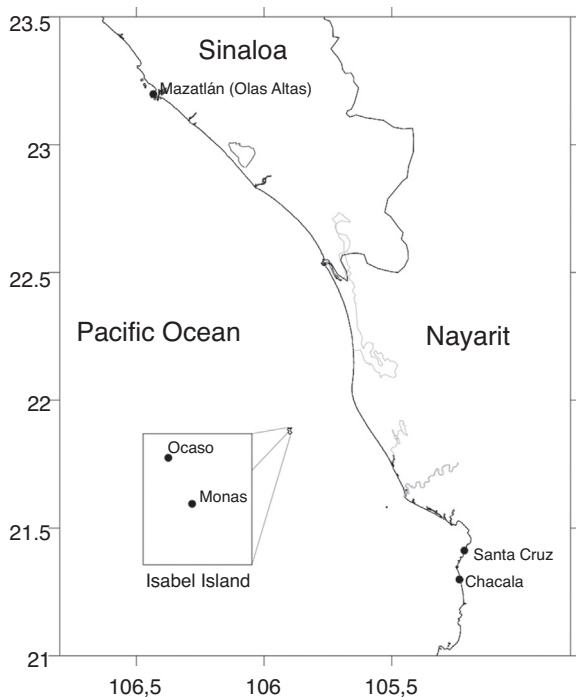 23.5
Sinaloa
Mazatlán (Olas Altas)
23
22.5
Pacific Ocean
Nayarit
22
Ocaso
Monas
21.5
Santa Cruz
Isabel Island
Chacala
21
106,5 106 105,5